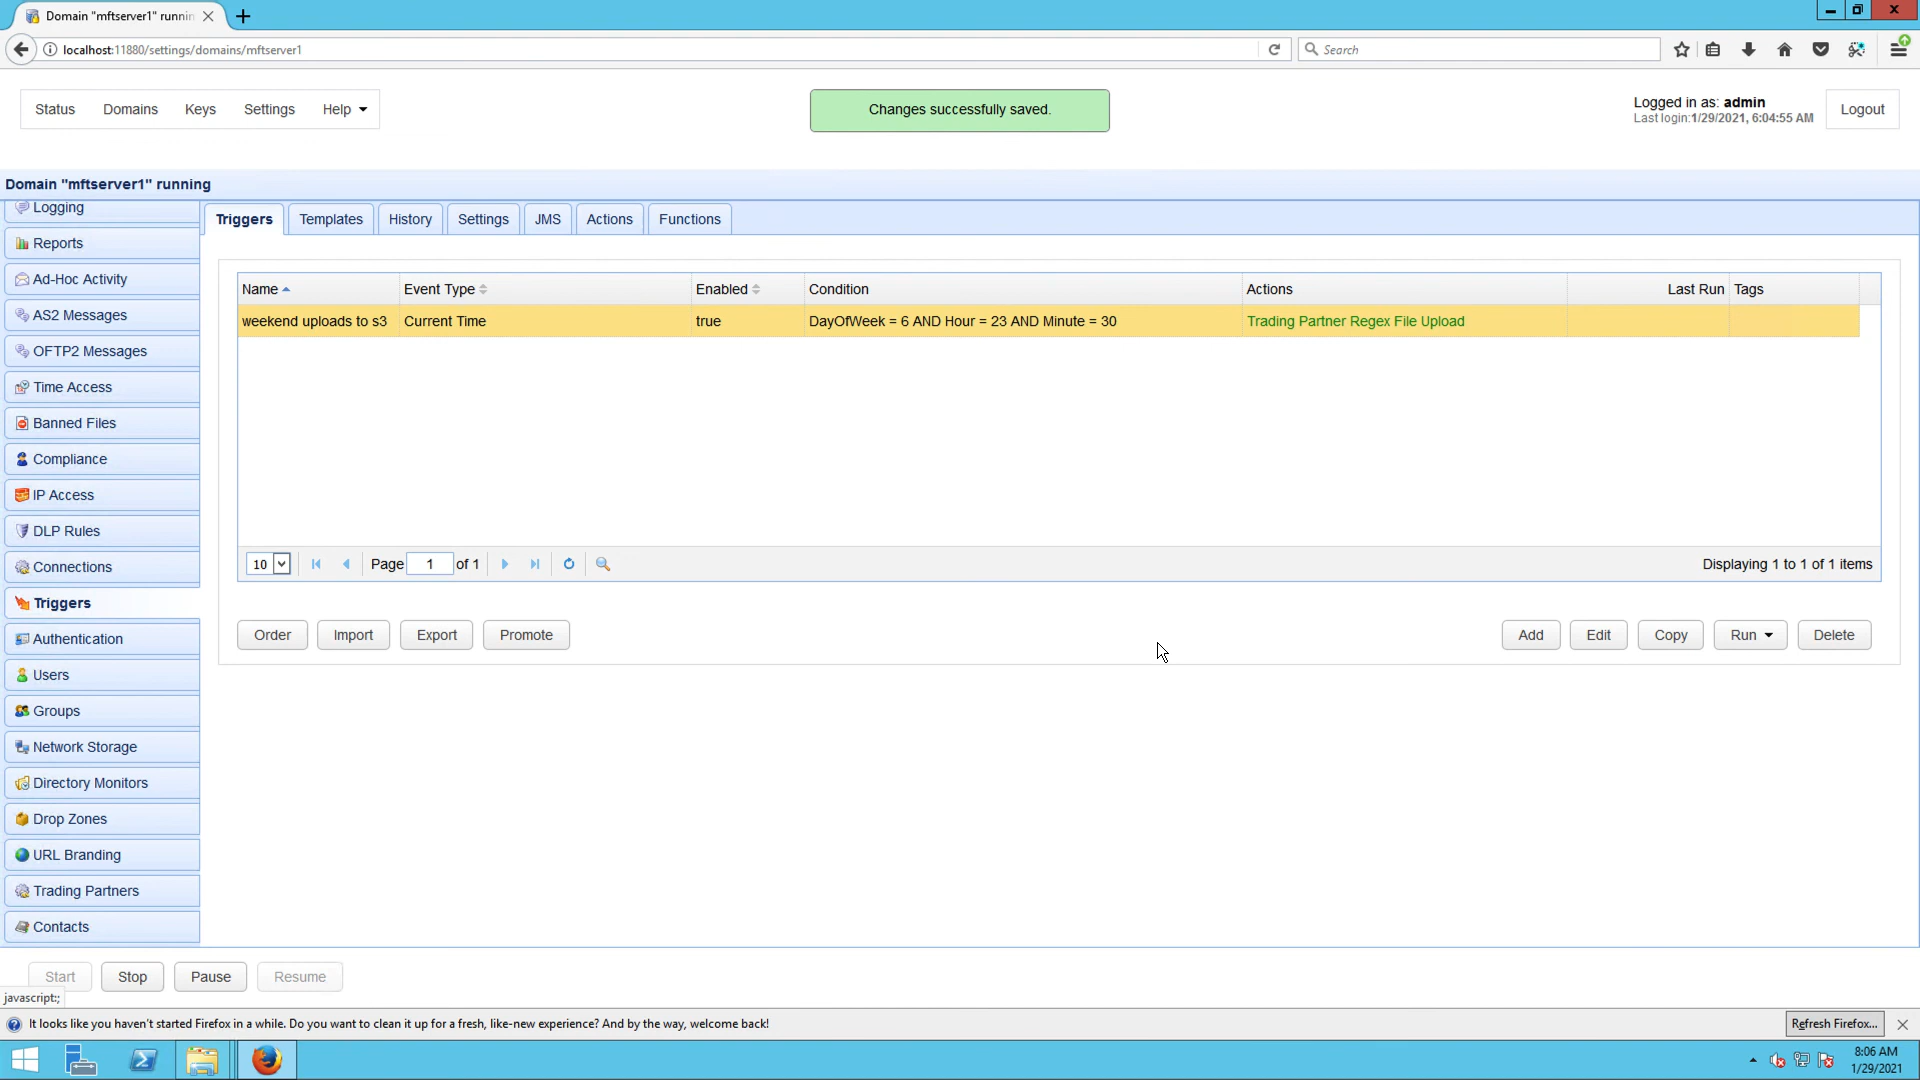 Domain "mftserver1" runnin
localhost:11880/settings/domains/mftserver1
Search
Status
Domains
Keys
Settings
Help
Changes successfully saved.
Logged in as: admin
Last login:1/29/2021, 6:04:55 AM
Logout
Domain "mftserver1" running
Logging
Reports
Ad-Hoc Activity
AS2 Messages
OFTP2 Messages
Time Access
Banned Files
Compliance
IP Access
DLP Rules
Connections
Triggers
Authentication
Users
Groups
Network Storage
Directory Monitors
Drop Zones
URL Branding
Trading Partners
Contacts
Triggers
Templates
History
Settings
JMS
Actions
Functions
Name
Event Type
Enabled
Condition
Actions
Last Run
Tags
weekend uploads to s3
Current Time
true
DayOfWeek = 6 AND Hour = 23 AND Minute = 30
Trading Partner Regex File Upload
10
Page 1 of 1
Displaying 1 to 1 of 1 items
Order
Import
Export
Promote
Add
Edit
Copy
Run
Delete
Start
Stop
Pause
Resume
javascript:;
It looks like you haven't started Firefox in a while. Do you want to clean it up for a fresh, like-new experience? And by the way, welcome back!
Refresh Firefox...
8:06 AM
1/29/2021